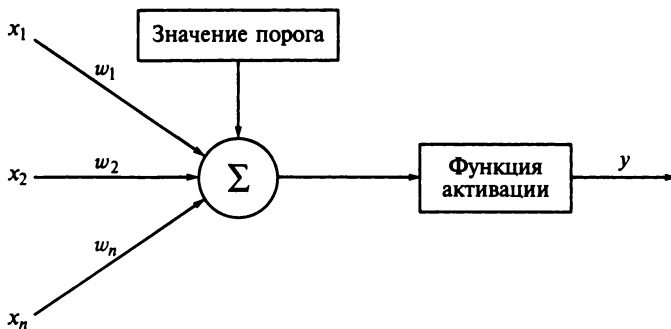 x₁
Значение порога
w₁
x₂
w₂
Σ
Функция
активации
y
wₙ
xₙ